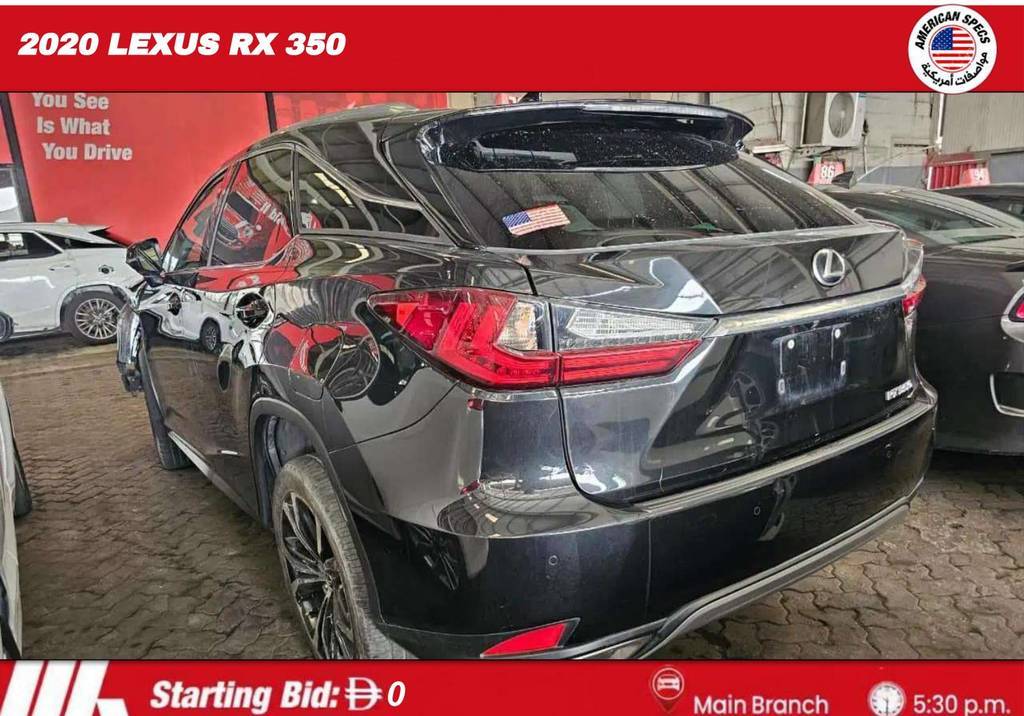 2020 LEXUS RX 350
AMERICAN SPECS
مواصفات أمريكية
You See
Is What
You Drive
86
94
Starting Bid: 0
Main Branch
5:30 p.m.